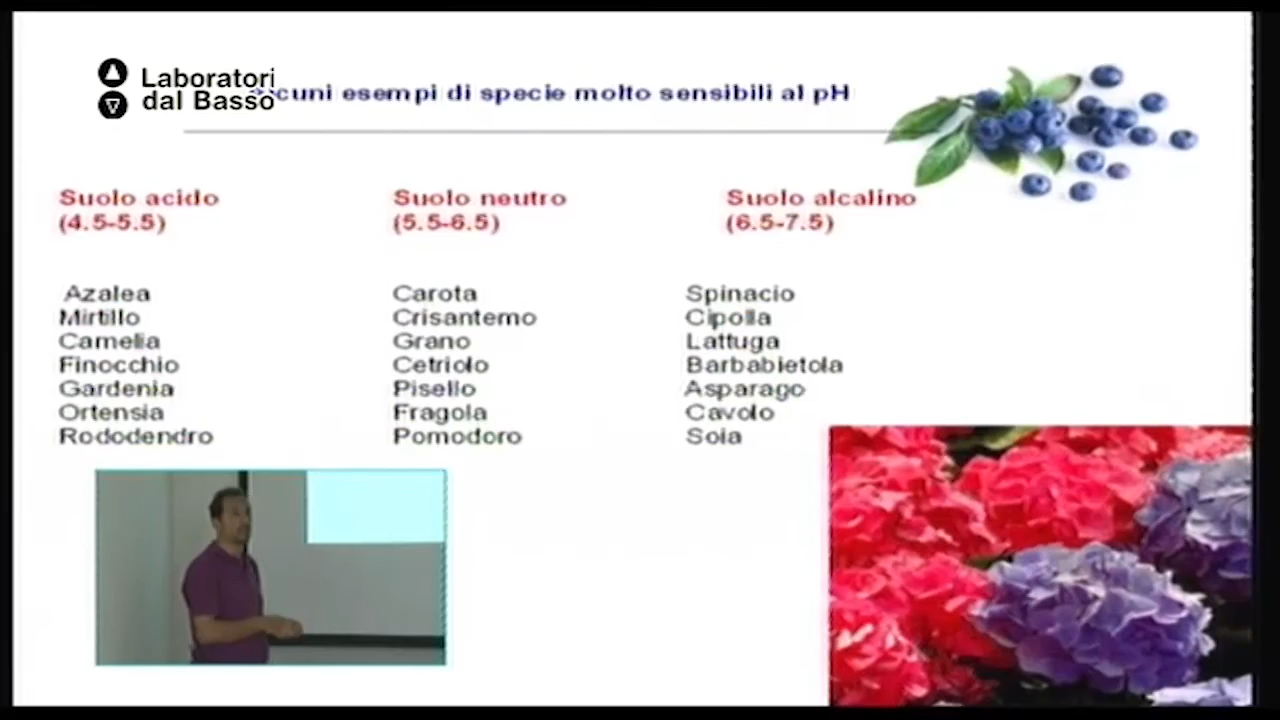 Laboratori
dal Basso
cuni esempi di specie molto sensibili al pH
Suolo acido
(4.5-5.5)
Azalea
Mirtillo
Camelia
Finocchio
Gardenia
Ortensia
Rododendro
Suolo neutro
(5.5-6.5)
Carota
Crisantemo
Grano
Cetriolo
Pisello
Fragola
Pomodoro
Suolo alcalino
(6.5-7.5)
Spinacio
Cipolla
Lattuga
Barbabietola
Asparago
Cavolo
Soia